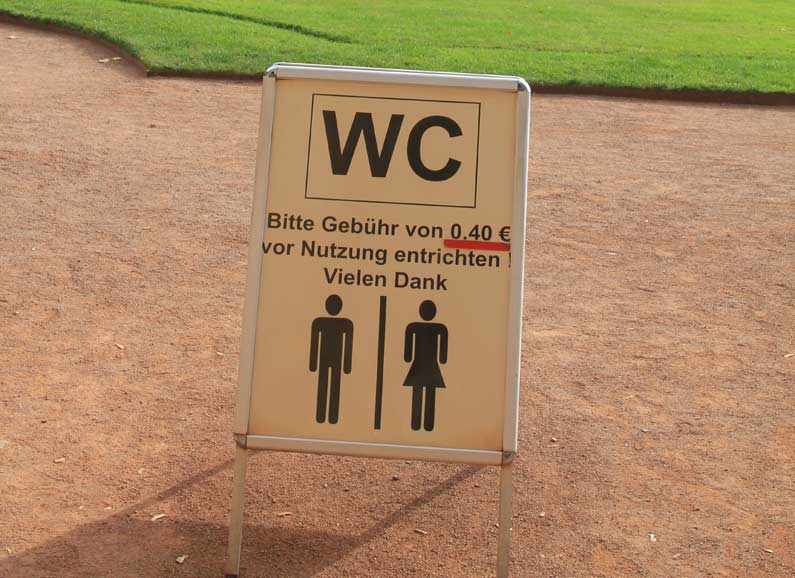 WC
Bitte Gebühr von 0.40 €
vor Nutzung entrichten !
Vielen Dank